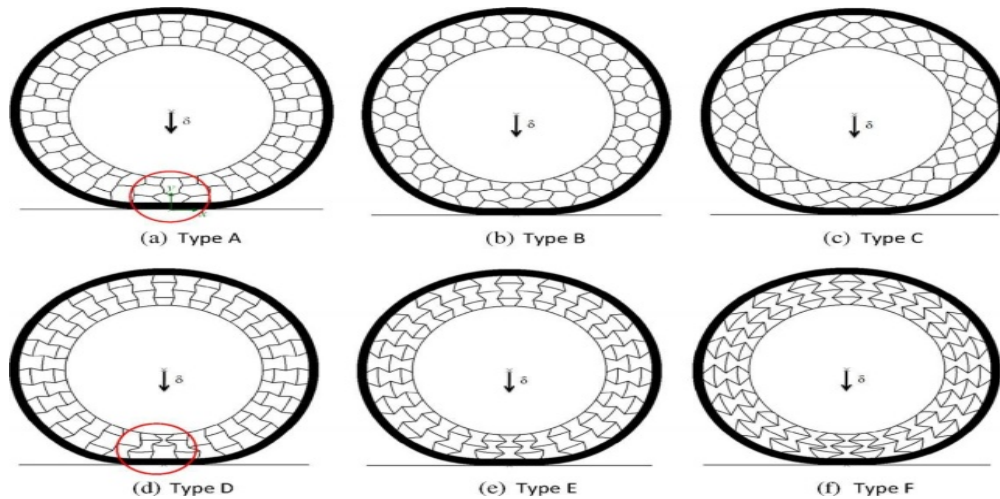 δ δ δ
y
x
(a) Type A (b) Type B (c) Type C
δ δ δ
(d) Type D (e) Type E (f) Type F